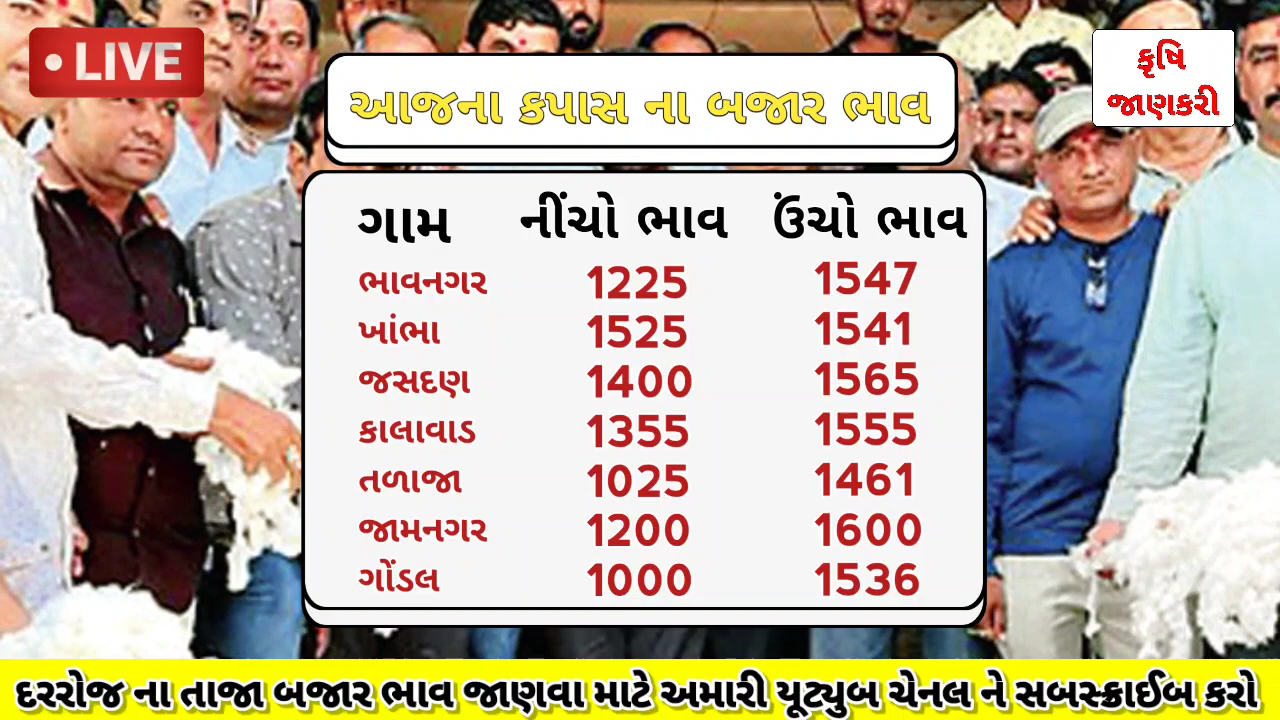 LIVE
આજના કપાસ ના બજાર ભાવ
કૃષિ
જાણકરી
ગામ નીંચો ભાવ ઉંચો ભાવ
ભાવનગર 1225 1547
ખાંભા 1525 1541
જસદણ 1400 1565
કાલાવાડ 1355 1555
તળાજા 1025 1461
જામનગર 1200 1600
ગોંડલ 1000 1536
દરરોજ ના તાજા બજાર ભાવ જાણવા માટે અમારી યૂટ્યુબ ચેનલ ને સબસ્ક્રાઈબ કરો